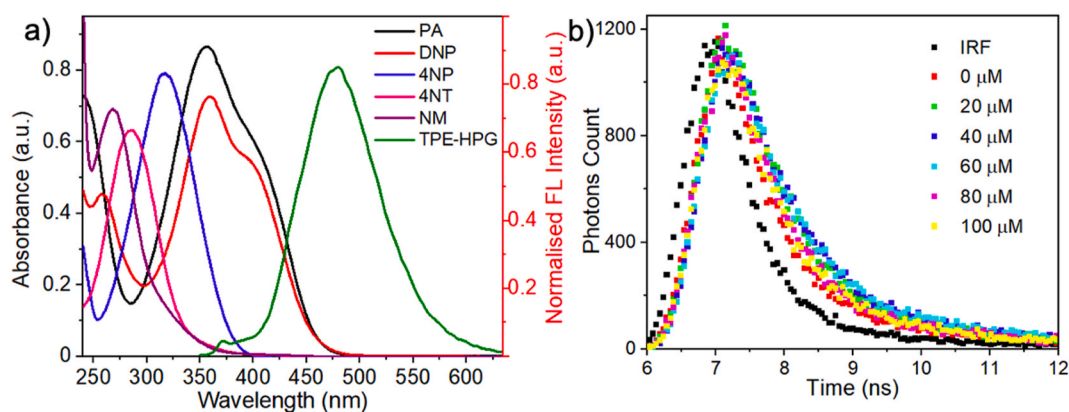 a)
PA
DNP
4NP
4NT
NM
TPE-HPG
Absorbance (a.u.)
0.8
0.6
0.4
0.2
0
Normalised FL Intensity (a.u.)
0.8
0.6
0.4
0.2
250 300 350 400 450 500 550 600
Wavelength (nm)
b)
IRF
0 μM
20 μM
40 μM
60 μM
80 μM
100 μM
Photons Count
1200
800
400
0
6 7 8 9 10 11 12
Time (ns)